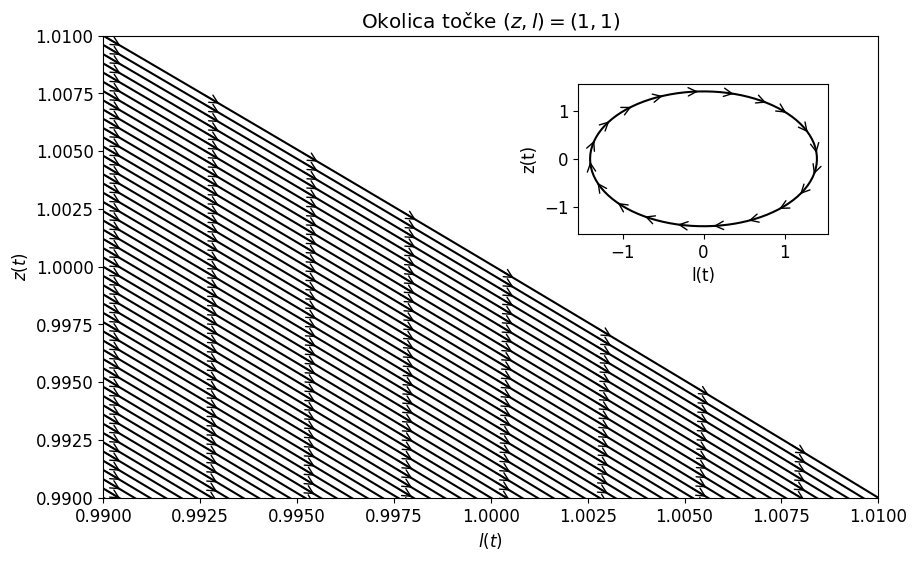 Okolica točke (z, l) = (1, 1)
1.0100
1.0075
1.0050
1.0025
1.0000
0.9975
0.9950
0.9925
0.9900
z(t)
0.9900 0.9925 0.9950 0.9975 1.0000 1.0025 1.0050 1.0075 1.0100
l(t)
1
0
−1
z(t)
−1 0 1
l(t)